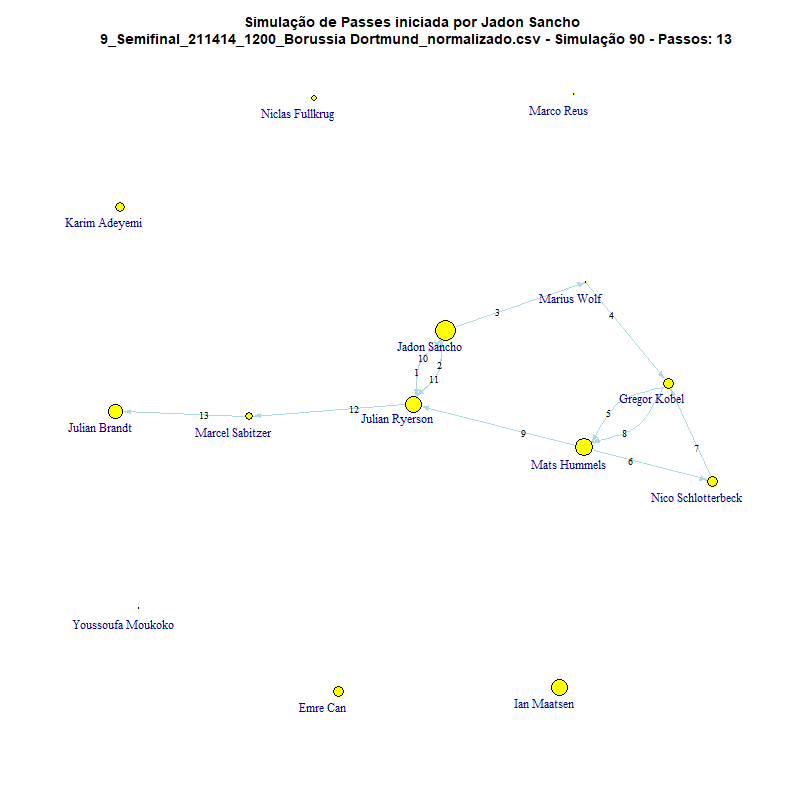 Simulação de Passes iniciada por Jadon Sancho
9_Semifinal_211414_1200_Borussia Dortmund_normalizado.csv - Simulação 90 - Passos: 13
Niclas Fullkrug
Marco Reus
Karim Adeyemi
Marius Wolf
3
4
Jadon Sancho
10
2
1
11
Gregor Kobel
12
5
13
Julian Ryerson
Julian Brandt
Marcel Sabitzer
9
8
7
6
Mats Hummels
Nico Schlotterbeck
Youssoufa Moukoko
Emre Can
Ian Maatsen